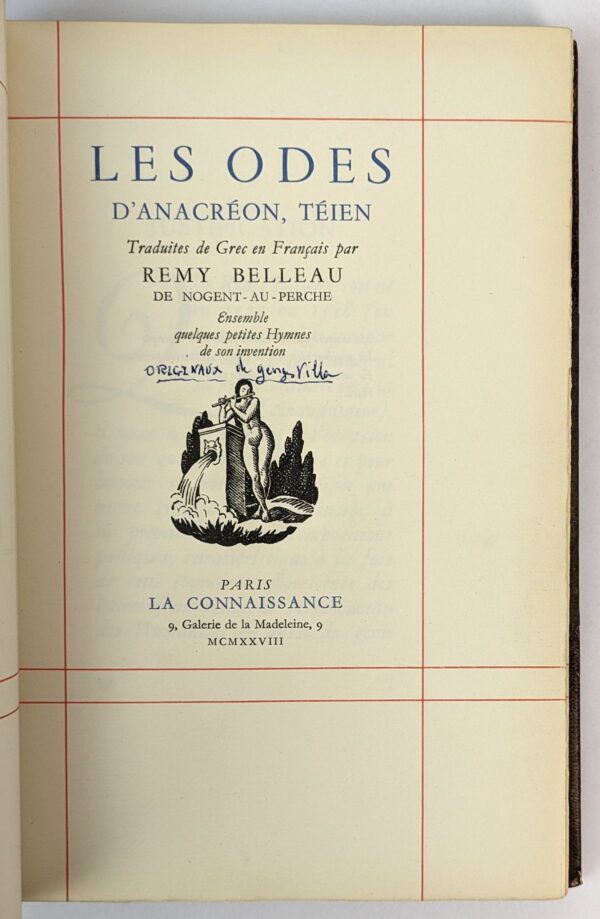 LES ODES
D'ANACRÉON, TÉIEN
Traduites de Grec en Français par
REMY BELLEAU
DE NOGENT-AU-PERCHE
Ensemble
quelques petites Hymnes
de son invention
ORIGINAUX de georges Villa
PARIS
LA CONNAISSANCE
9, Galerie de la Madeleine, 9
MCMXXVIII